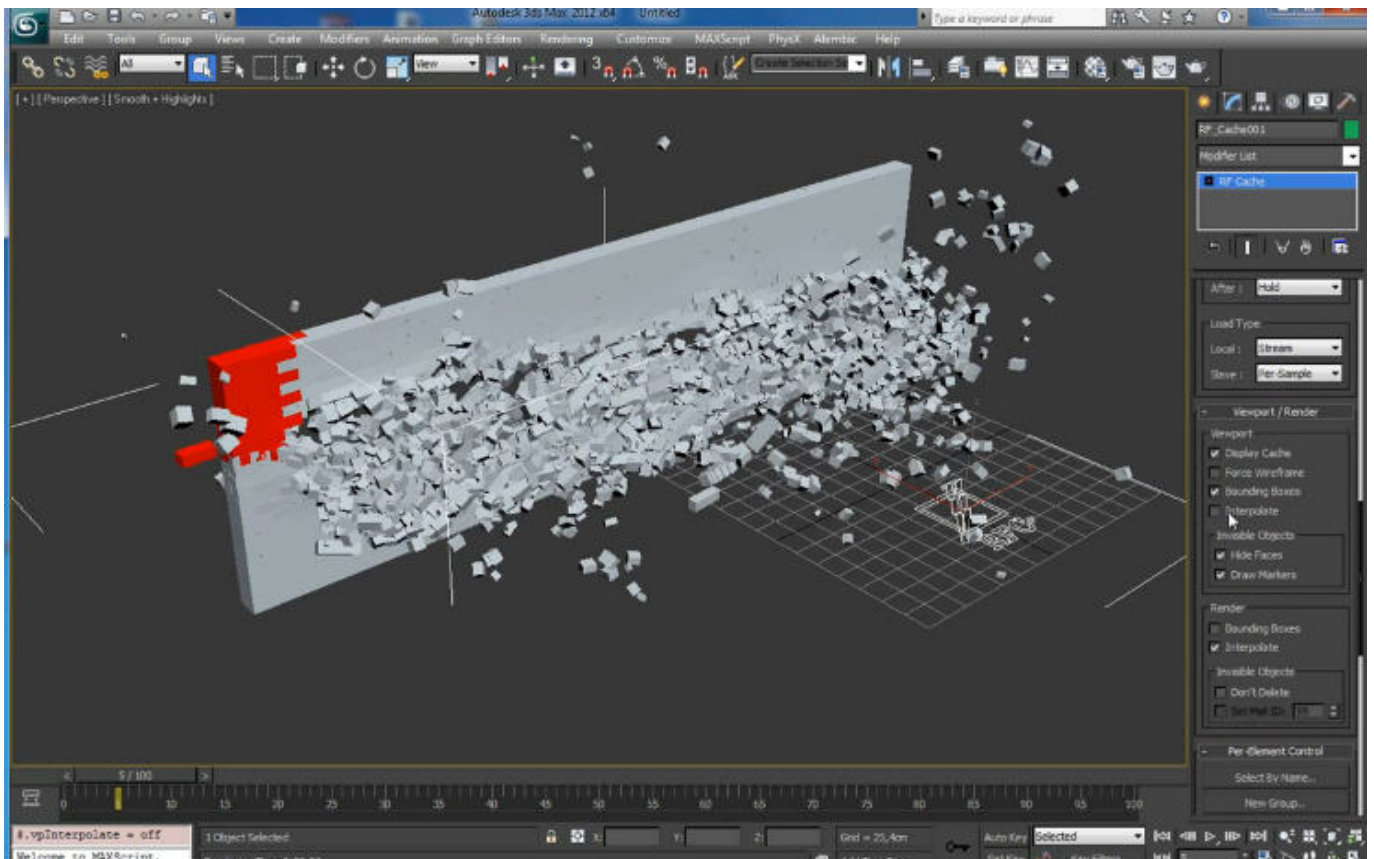 Autodesk 3ds Max 2012 x64 Untitled
Type a keyword or phrase
Edit Tools Group Views Create Modifiers Animation Graph Editors Rendering Customize MAXScript PhysX Alembic Help
All View Create Selection Se
[ + ] [ Perspective ] [ Smooth + Highlights ]
RF_Cache001
Modifier List
RF Cache
After : Hold
Load Type
Local : Stream
Slave : Per-Sample
- Viewport / Render
Viewport
Display Cache
Force Wireframe
Bounding Boxes
Interpolate
Invisible Objects
Hide Faces
Draw Markers
Render
Bounding Boxes
Interpolate
Invisible Objects
Don't Delete
Set Mat ID:
- Per-Element Control
Select By Name...
New Group...
< 5 / 100 >
0 10 15 20 25 30 35 40 45 50 55 60 65 70 75 80 85 90 95 100
#.vpInterpolate = off
1 Object Selected
X: Y: Z:
Grid = 25,4cm
Auto Key Selected
Welcome to MAXScript.